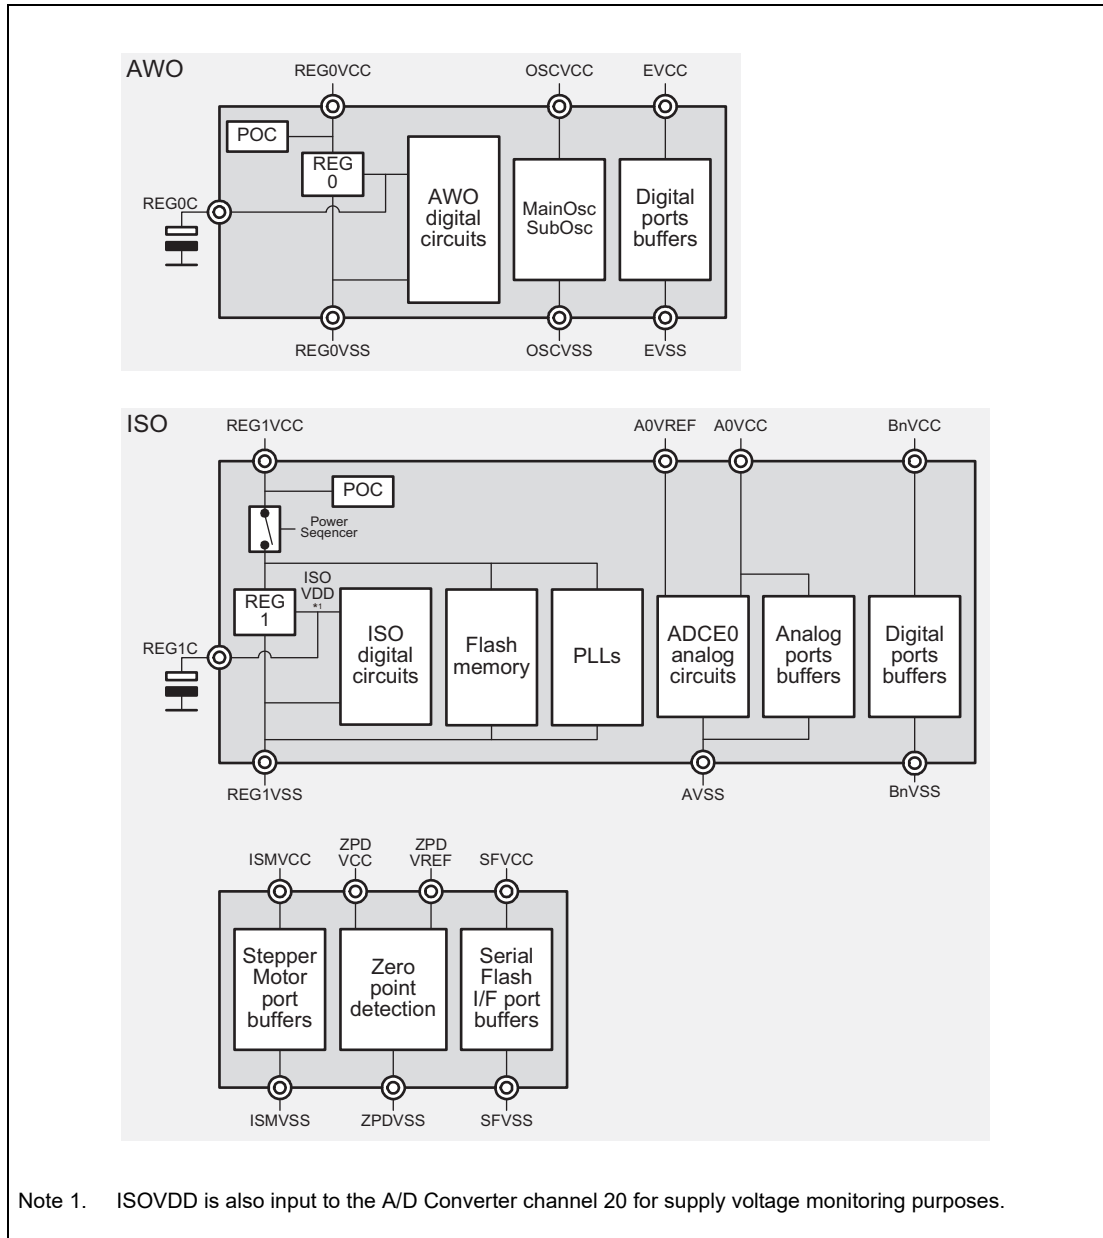 AWO
REG0VCC
OSCVCC
EVCC
POC
REG
0
REG0C
AWO
digital
circuits
MainOsc
SubOsc
Digital
ports
buffers
REG0VSS
OSCVSS
EVSS
ISO
REG1VCC
A0VREF
A0VCC
BnVCC
POC
Power
Seqencer
ISO
VDD
*1
REG
1
REG1C
ISO
digital
circuits
Flash
memory
PLLs
ADCE0
analog
circuits
Analog
ports
buffers
Digital
ports
buffers
REG1VSS
AVSS
BnVSS
ISMVCC
ZPD
VCC
ZPD
VREF
SFVCC
Stepper
Motor
port
buffers
Zero
point
detection
Serial
Flash
I/F port
buffers
ISMVSS
ZPDVSS
SFVSS
Note 1. ISOVDD is also input to the A/D Converter channel 20 for supply voltage monitoring purposes.